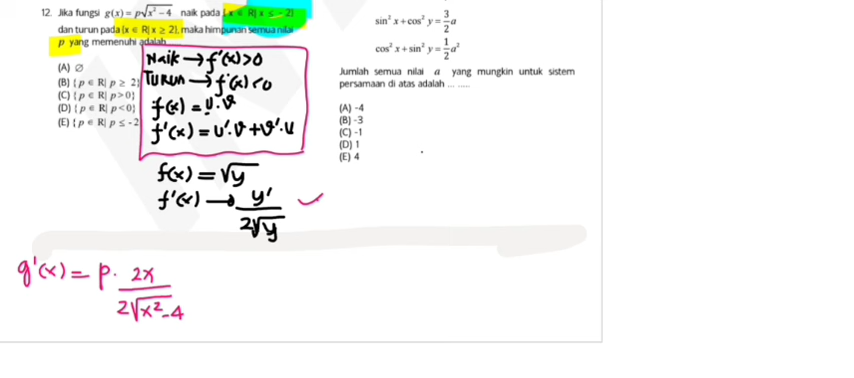 12. Jika fungsi g(x) = p√x² − 4 naik pada {x ∈ R| x ≤ −2}
dan turun pada {x ∈ R| x ≥ 2}, maka himpunan semua nilai
p yang memenuhi adalah
(A) ∅
(B) { p ∈ R| p ≥ 2}
(C) { p ∈ R| p > 0}
(D) { p ∈ R| p < 0}
(E) { p ∈ R| p ≤ -2
Naik → f'(x) > 0
TURUN → f'(x) < 0
f(x) = U·V
f'(x) = U'·V + V'·U
f(x) = √y
f'(x) → y'
2√y
g'(x) = p · 2x
2√x² - 4
sin² x + cos² y = 3/2 a
cos² x + sin² y = 1/2 a²
Jumlah semua nilai a yang mungkin untuk sistem
persamaan di atas adalah ... ......
(A) -4
(B) -3
(C) -1
(D) 1
(E) 4